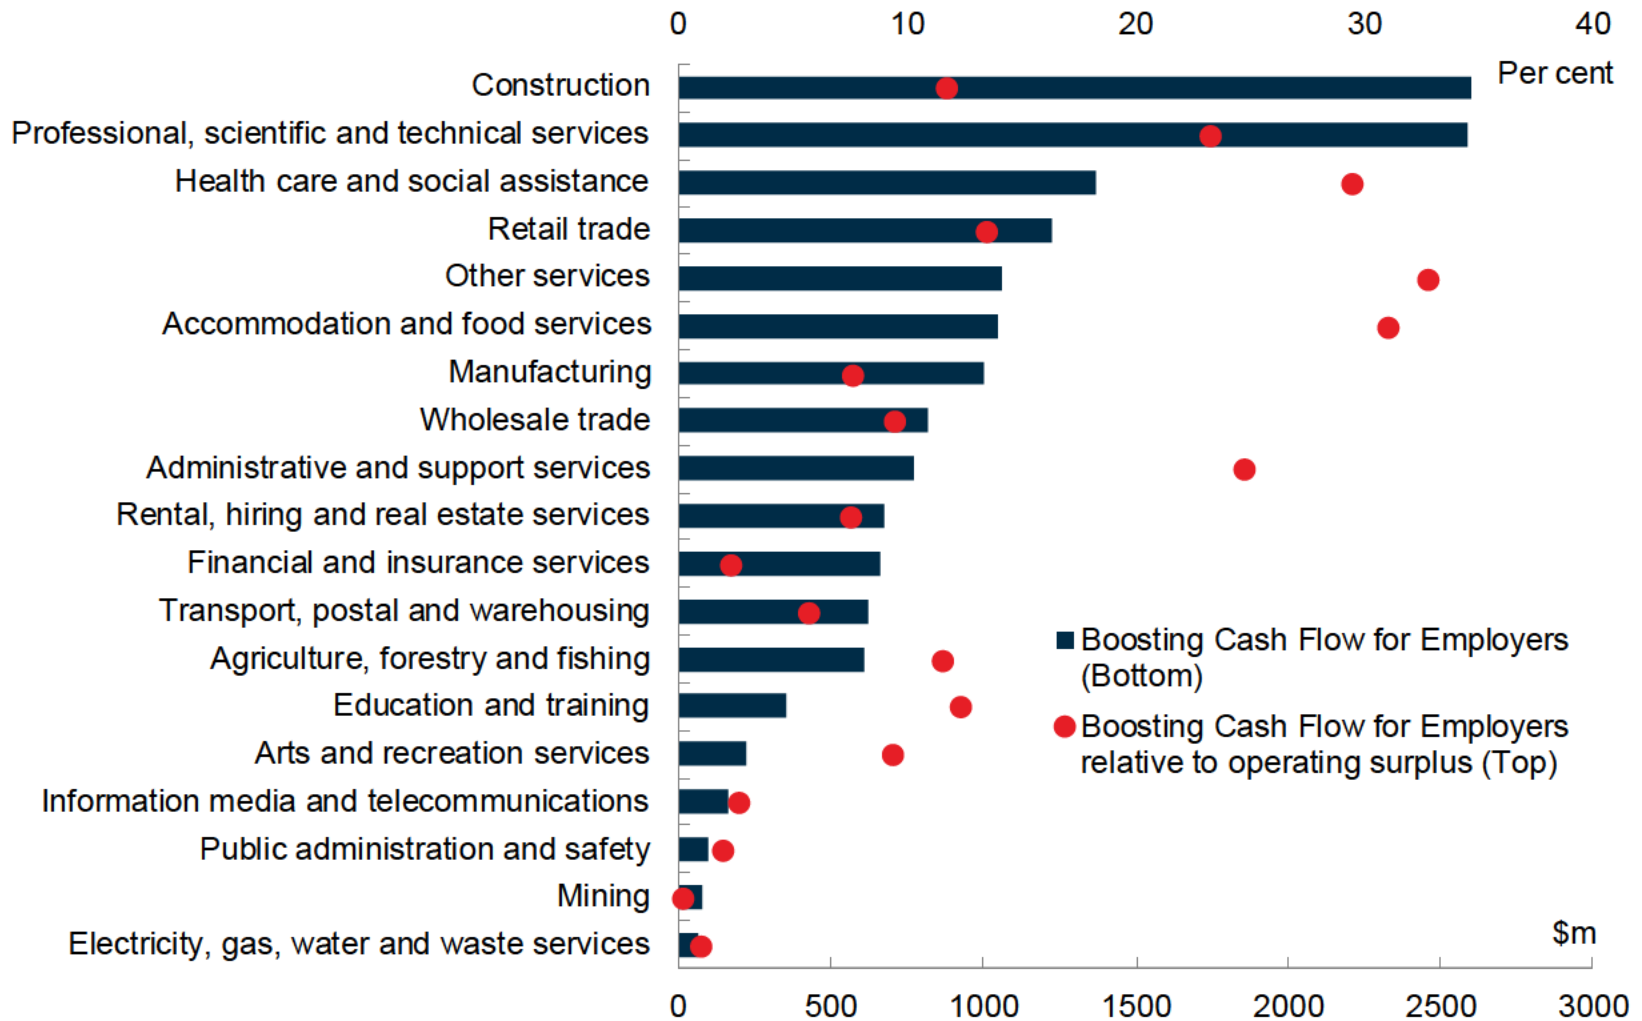 0 10 20 30 40
Per cent
Construction
Professional, scientific and technical services
Health care and social assistance
Retail trade
Other services
Accommodation and food services
Manufacturing
Wholesale trade
Administrative and support services
Rental, hiring and real estate services
Financial and insurance services
Transport, postal and warehousing
Agriculture, forestry and fishing
Education and training
Arts and recreation services
Information media and telecommunications
Public administration and safety
Mining
Electricity, gas, water and waste services
Boosting Cash Flow for Employers
(Bottom)
Boosting Cash Flow for Employers
relative to operating surplus (Top)
$m
0 500 1000 1500 2000 2500 3000